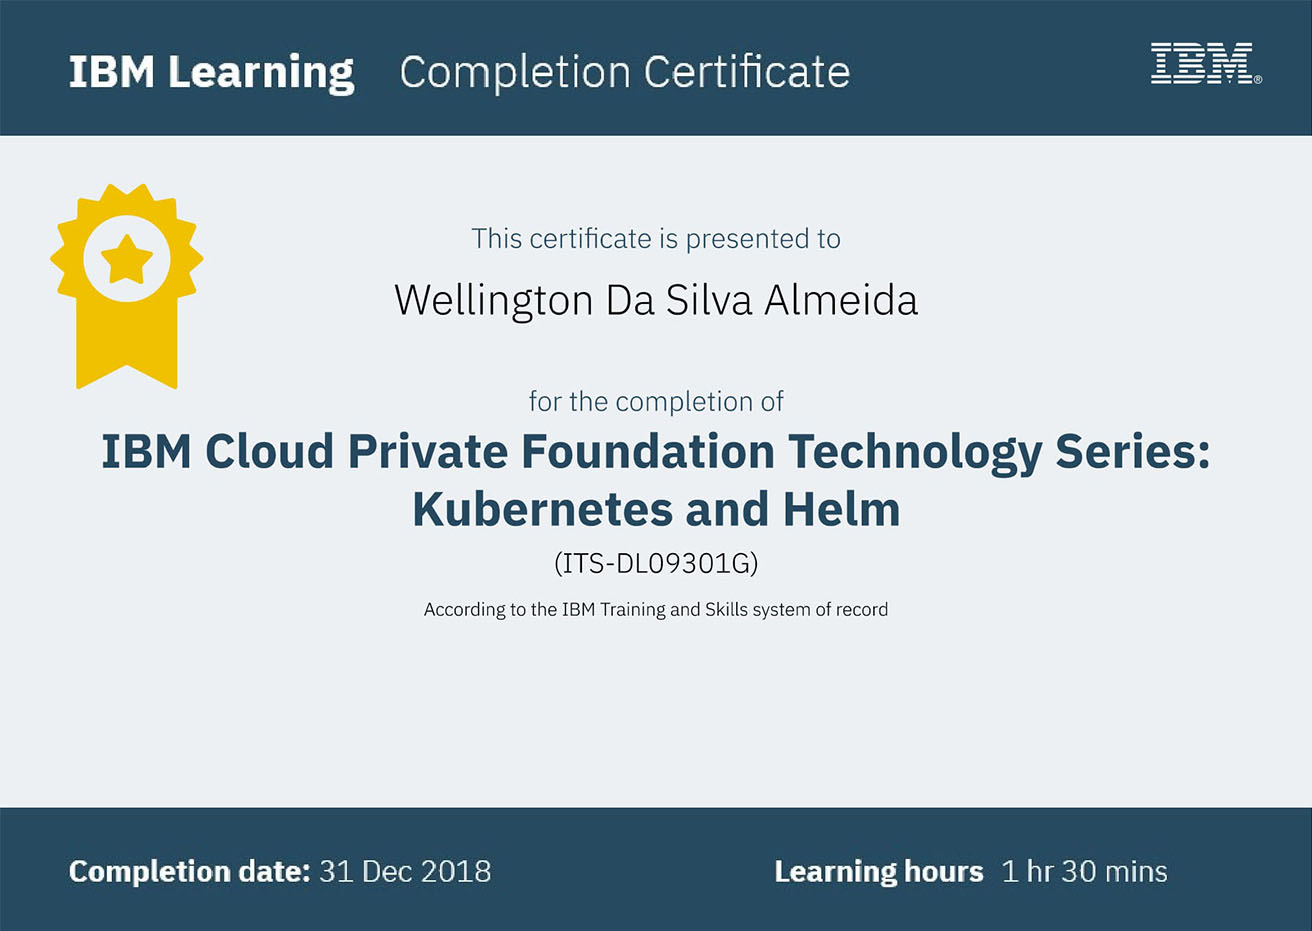 IBM Learning Completion Certificate IBM®
This certificate is presented to
Wellington Da Silva Almeida
for the completion of
IBM Cloud Private Foundation Technology Series:
Kubernetes and Helm
(ITS-DL09301G)
According to the IBM Training and Skills system of record
Completion date: 31 Dec 2018 Learning hours 1 hr 30 mins